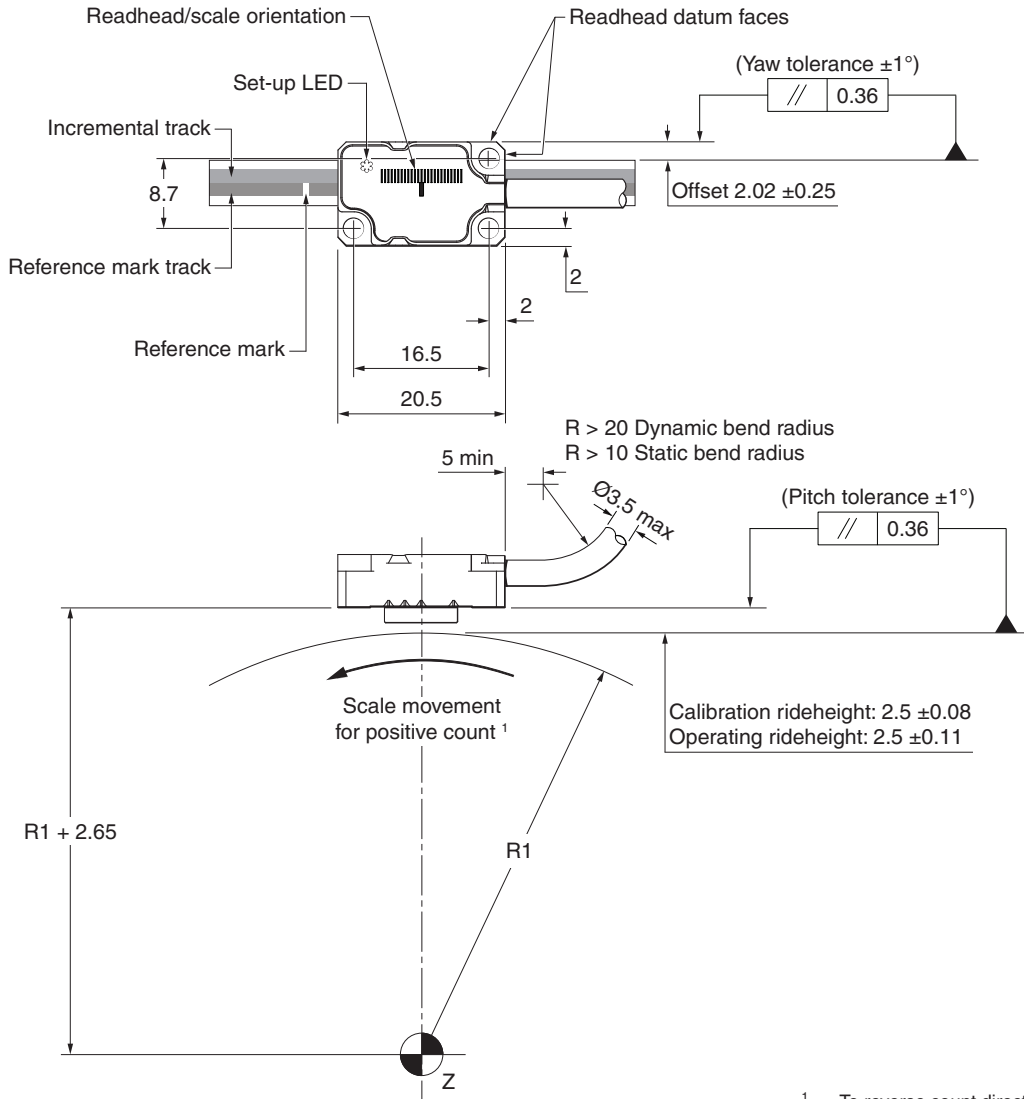 Readhead/scale orientation
Readhead datum faces
(Yaw tolerance ±1°)
Set-up LED
// 0.36
Incremental track
8.7
Offset 2.02 ±0.25
Reference mark track
2
2
Reference mark
16.5
20.5
R > 20 Dynamic bend radius
R > 10 Static bend radius
5 min
Ø3.5 max
(Pitch tolerance ±1°)
// 0.36
Scale movement
for positive count ¹
Calibration rideheight: 2.5 ±0.08
Operating rideheight: 2.5 ±0.11
R1 + 2.65
R1
Z